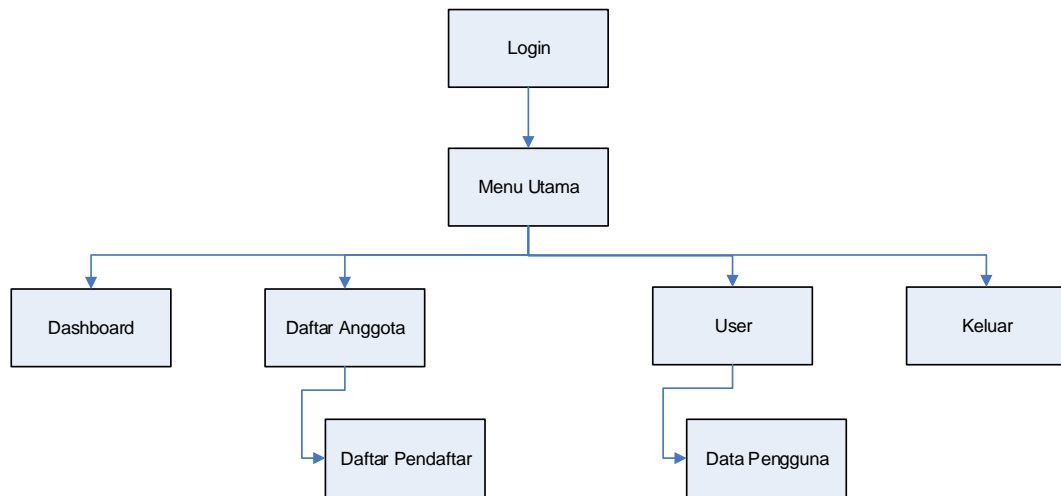 Login
Menu Utama
Dashboard
Daftar Anggota
User
Keluar
Daftar Pendaftar
Data Pengguna